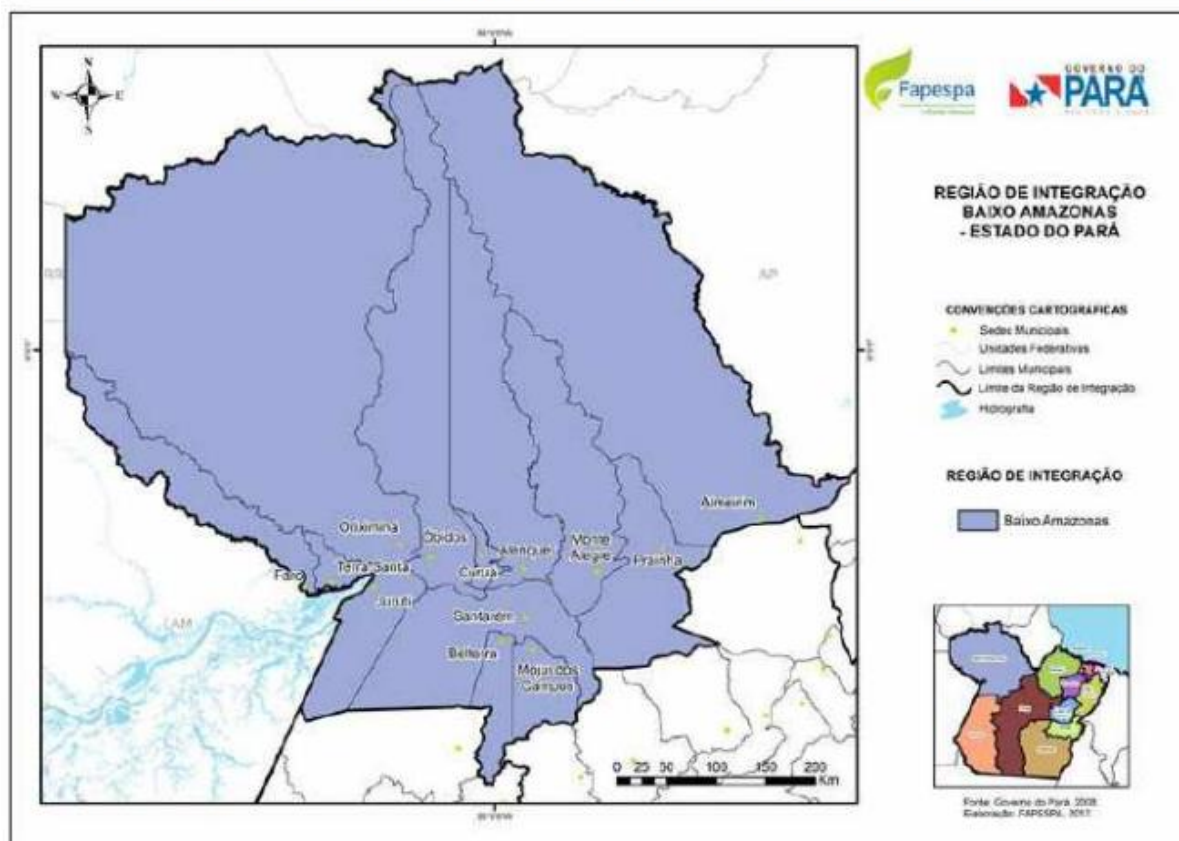 N
W E
S
Fapespa
GOVERNO DO
PARÁ
REGIÃO DE INTEGRAÇÃO
BAIXO AMAZONAS
- ESTADO DO PARÁ
AP
CONVENÇÕES CARTOGRÁFICAS
Sedes Municipais
Unidades Federativas
Limites Municipais
Limite da Região de Integração
Hidrografia
REGIÃO DE INTEGRAÇÃO
Baixo Amazonas
Almeirim
Oriximiná
Óbidos
Alenquer
Monte
Alegre
Prainha
Faro
Terra Santa
Curuá
Juruti
Santarém
AM
Belterra
Mojuí dos
Campos
0 25 50 100 150 200
Km
Fonte: Governo do Pará, 2008.
Elaboração: FAPESPA, 2017.